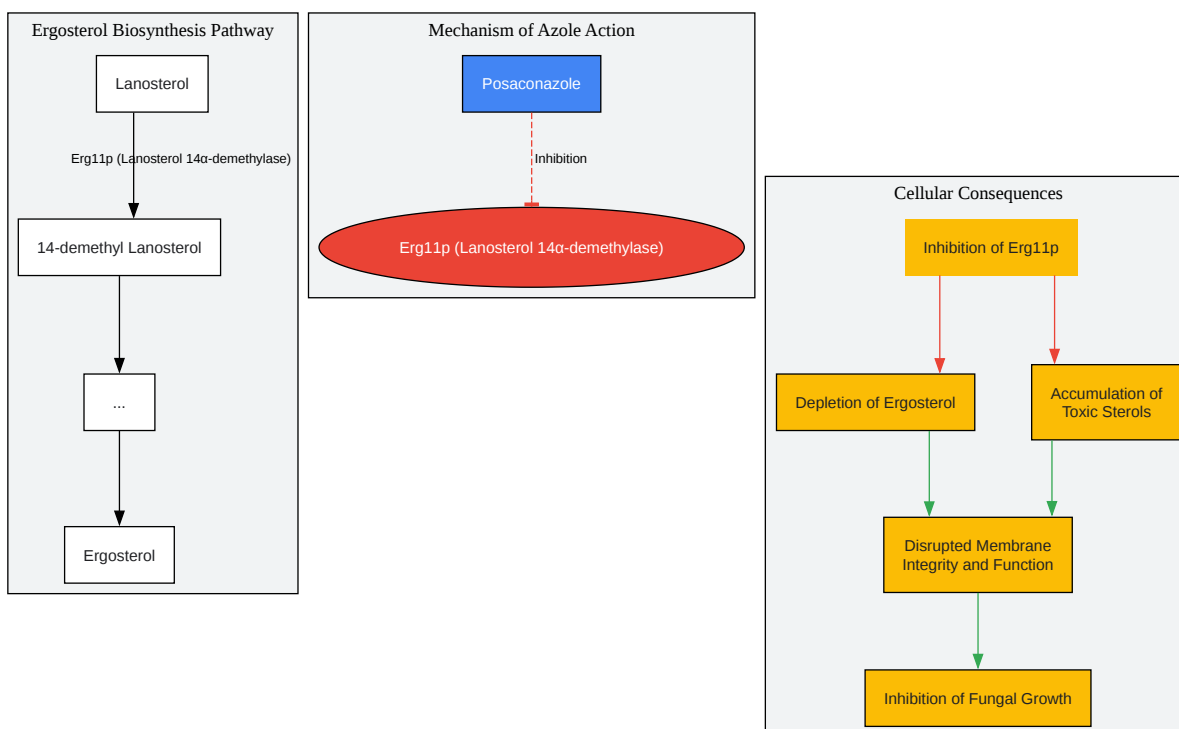 Ergosterol Biosynthesis Pathway
Lanosterol
Erg11p (Lanosterol 14α-demethylase)
14-demethyl Lanosterol
...
Ergosterol
Mechanism of Azole Action
Posaconazole
Inhibition
Erg11p (Lanosterol 14α-demethylase)
Cellular Consequences
Inhibition of Erg11p
Depletion of Ergosterol
Accumulation of
Toxic Sterols
Disrupted Membrane
Integrity and Function
Inhibition of Fungal Growth